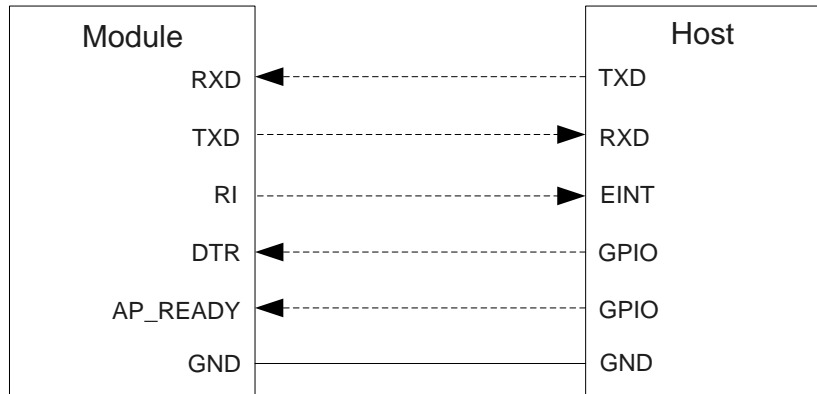 Module Host
RXD TXD
TXD RXD
RI EINT
DTR GPIO
AP_READY GPIO
GND GND